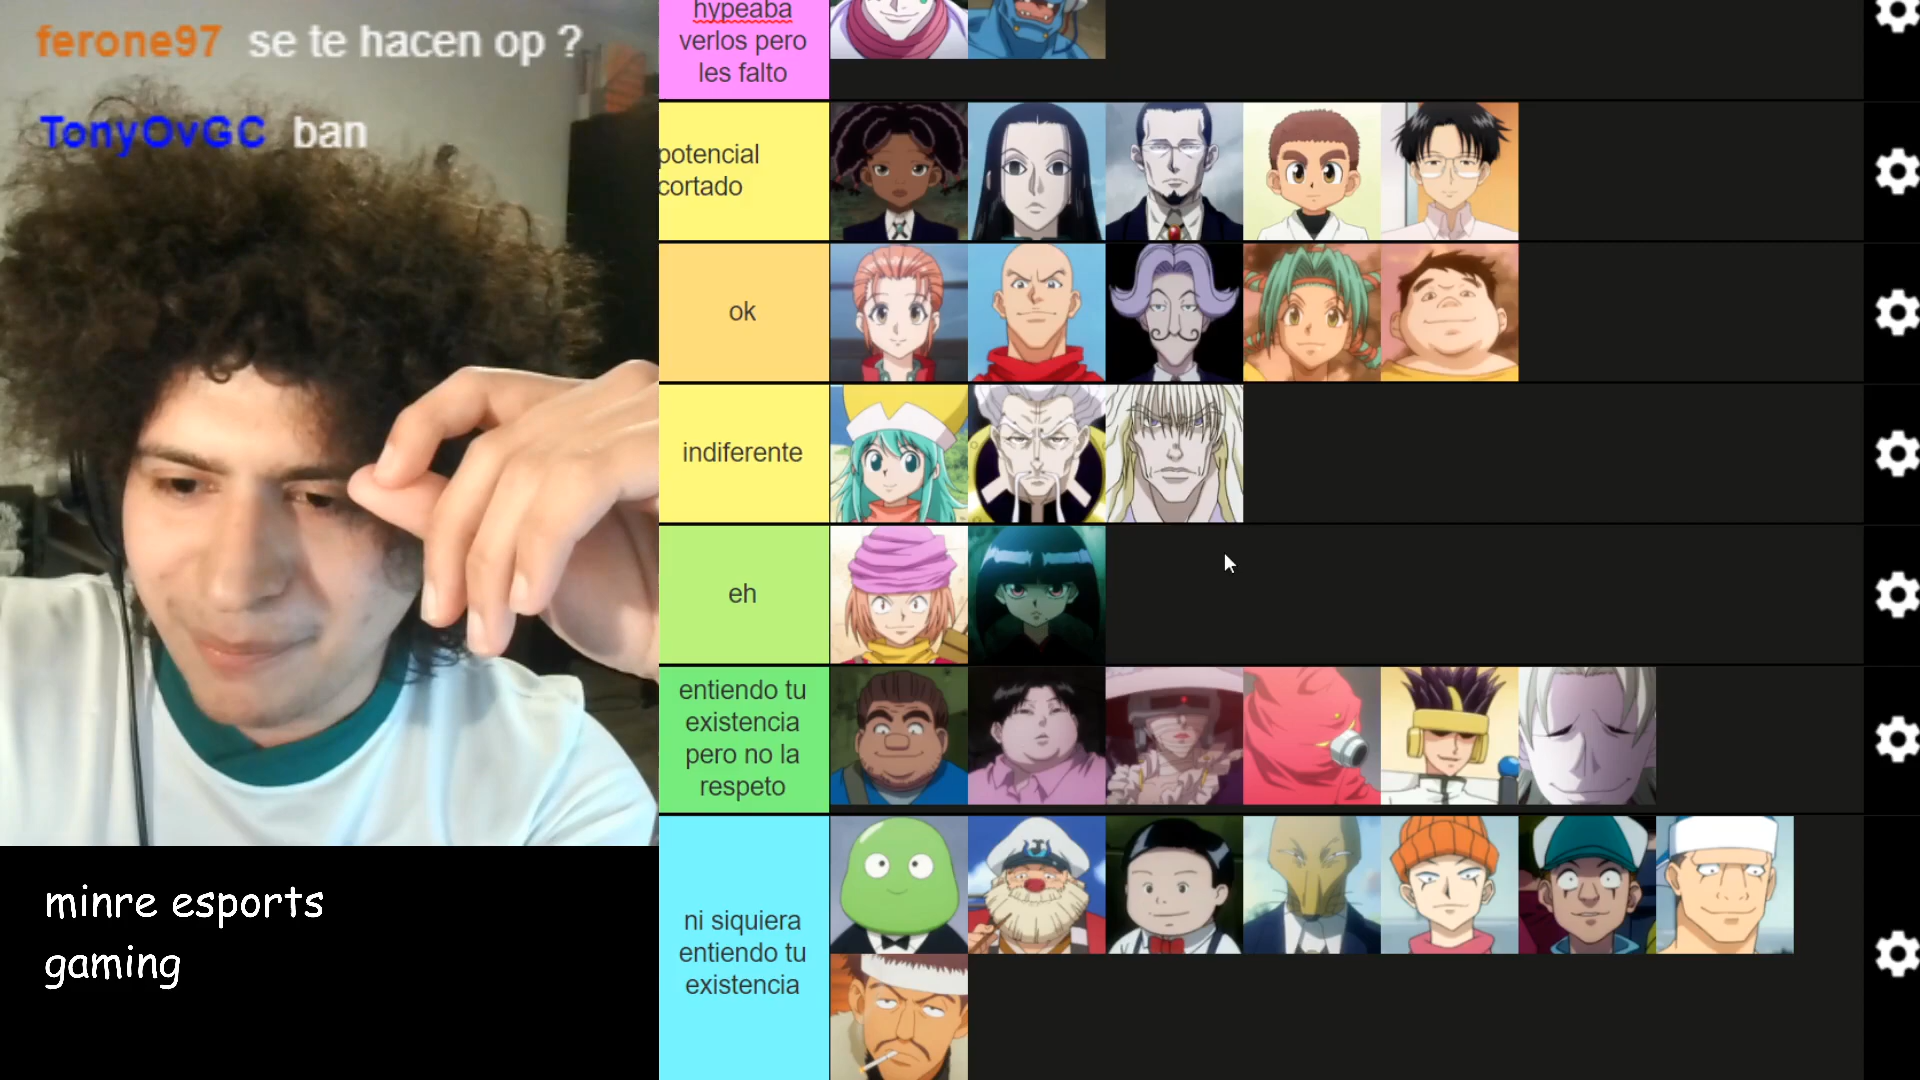 ferone97 se te hacen op ?
TonyOvGC ban
minre esports
gaming
hypeaba
verlos pero
les falto
potencial
cortado
ok
indiferente
eh
entiendo tu
existencia
pero no la
respeto
ni siquiera
entiendo tu
existencia